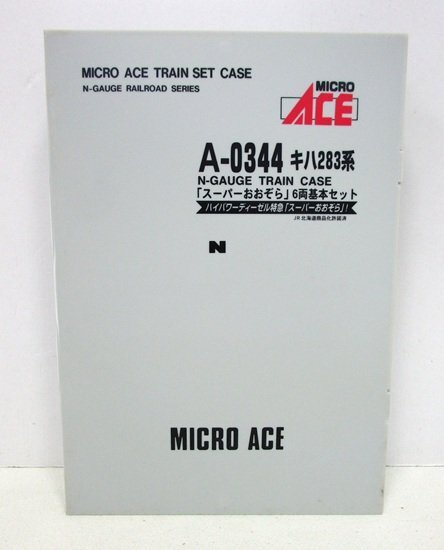 MICRO ACE TRAIN SET CASE
N-GAUGE RAILROAD SERIES
MICRO
ACE
A-0344 キハ283系
N-GAUGE TRAIN CASE
「スーパーおおぞら」6両基本セット
ハイパワーディーゼル特急「スーパーおおぞら」!
JR北海道商品化許諾済
N
MICRO ACE